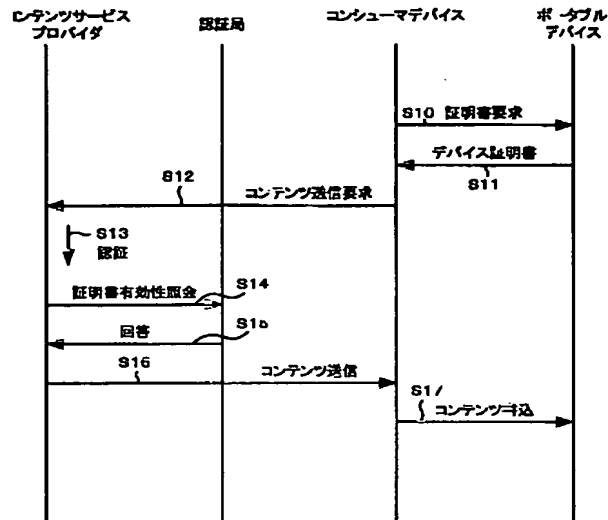 コンテンツサービス
プロバイダ
認証局
コンシューマデバイス
ポータブル
デバイス
S10 証明書要求
デバイス証明書
S11
S12
コンテンツ送信要求
S13
認証
証明書有効性照会
S14
回答
S15
S16
コンテンツ送信
S17
コンテンツ書込